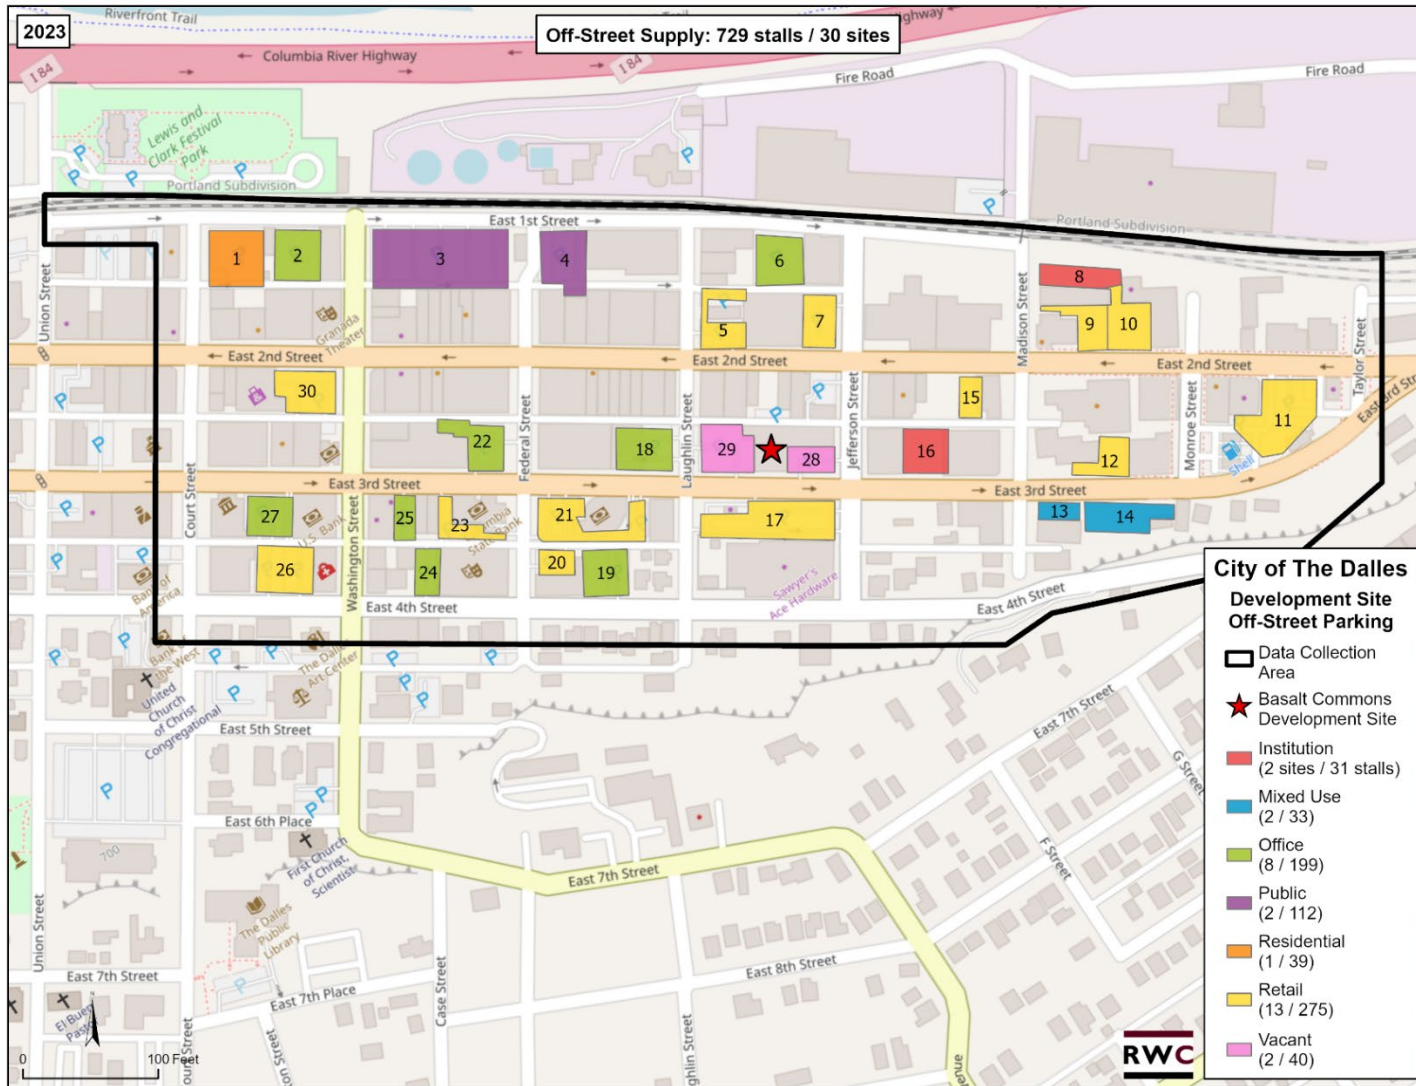 Riverfront Trail
Trail
Highway
2023
Off-Street Supply: 729 stalls / 30 sites
Columbia River Highway
I 84
I 84
Fire Road
Fire Road
Lewis and
Clark Festival
Park
P
P
P
P
P
P
Portland Subdivision
Portland Subdivision
East 1st Street
1
2
3
4
6
8
5
7
9
10
Granada
Theater
Union Street
Madison Street
Taylor Street
East 2nd Street
East 2nd Street
East 2nd Street
30
15
11
22
18
29
28
16
12
Court Street
Federal Street
Laughlin Street
Jefferson Street
Monroe Street
Shell
East 3rd Street
East 3rd Street
27
25
23
21
17
13
14
U.S. Bank
State Bank
Washington Street
26
24
20
19
Sawyer's
Ace Hardware
East 4th Street
East 4th Street
Bank of
America
Bank of
the West
The Dalles
Art Center
United
Church
of Christ
Congregational
East 5th Street
East 7th Street
G Street
F Street
East 6th Place
700
First Church
of Christ,
Scientist
East 7th Street
The Dalles
Public
Library
Union Street
East 7th Street
East 7th Place
East 8th Street
Case Street
El Buen
Pastor
0
100 Feet
RWC
City of The Dalles
Development Site
Off-Street Parking
Data Collection
Area
Basalt Commons
Development Site
Institution
(2 sites / 31 stalls)
Mixed Use
(2 / 33)
Office
(8 / 199)
Public
(2 / 112)
Residential
(1 / 39)
Retail
(13 / 275)
Vacant
(2 / 40)